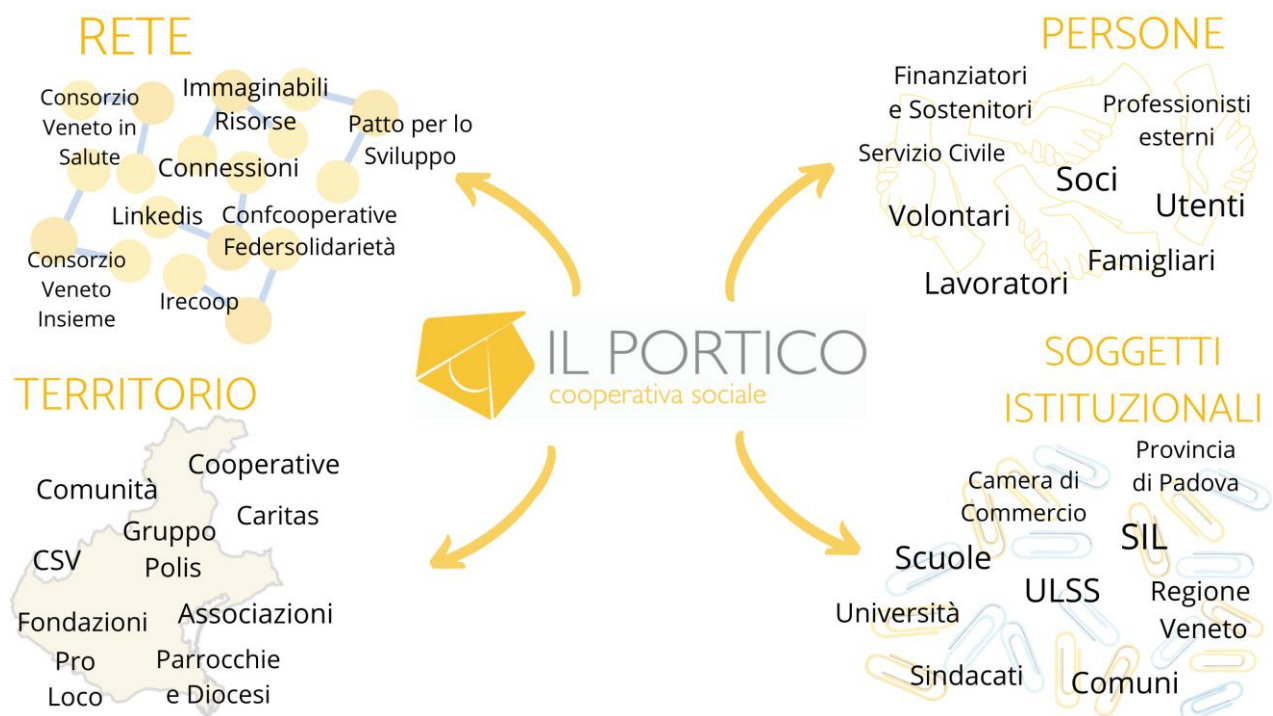 RETE
Consorzio
Veneto in
Salute
Immaginabili
Risorse
Patto per lo
Sviluppo
Connessioni
Linkedis
Confcooperative
Federsolidarietà
Consorzio
Veneto
Insieme
Irecoop
PERSONE
Finanziatori
e Sostenitori
Professionisti
esterni
Servizio Civile
Soci
Utenti
Volontari
Famigliari
Lavoratori
IL PORTICO
cooperativa sociale
TERRITORIO
Cooperative
Comunità
Caritas
Gruppo
Polis
CSV
Fondazioni
Associazioni
Pro
Loco
Parrocchie
e Diocesi
SOGGETTI
ISTITUZIONALI
Provincia
di Padova
Camera di
Commercio
SIL
Scuole
ULSS
Regione
Veneto
Università
Sindacati
Comuni